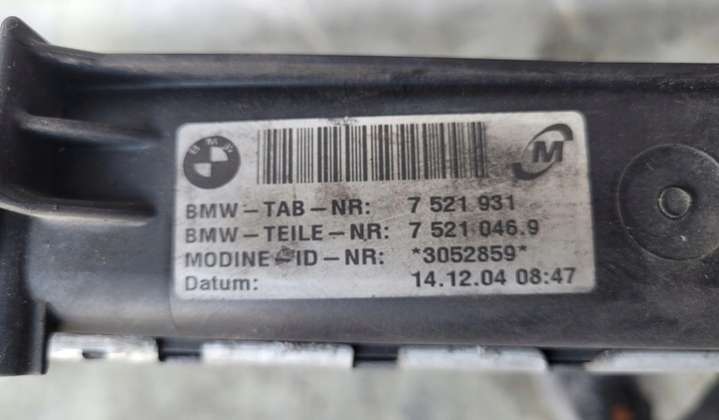 BMW
M
BMW-TAB-NR: 7 521 931
BMW-TEILE-NR: 7 521 046.9
MODINE-ID-NR: *3052859*
Datum: 14.12.04 08:47